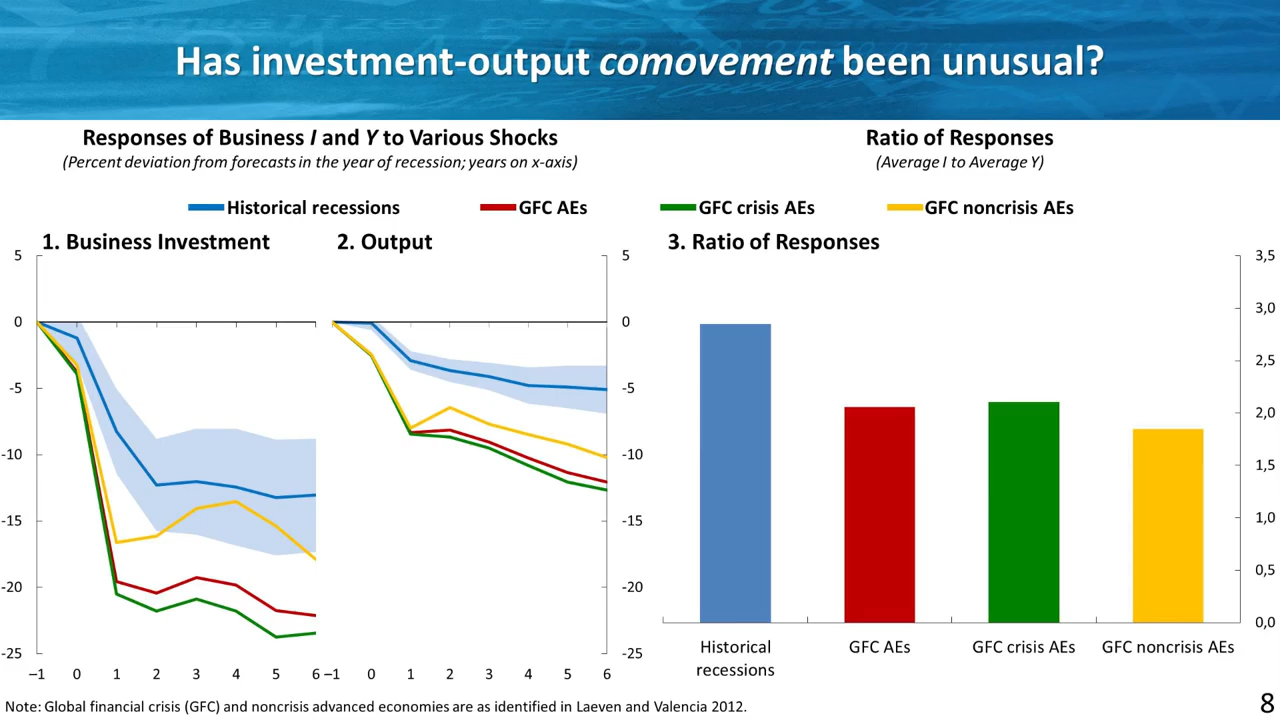 Has investment-output comovement been unusual?
Responses of Business I and Y to Various Shocks
(Percent deviation from forecasts in the year of recession; years on x-axis)
Ratio of Responses
(Average I to Average Y)
Historical recessions
GFC AEs
GFC crisis AEs
GFC noncrisis AEs
1. Business Investment
2. Output
3. Ratio of Responses
5
0
-5
-10
-15
-20
-25
–1 0 1 2 3 4 5 6
5
0
-5
-10
-15
-20
-25
–1 0 1 2 3 4 5 6
3,5
3,0
2,5
2,0
1,5
1,0
0,5
0,0
Historical
recessions
GFC AEs
GFC crisis AEs
GFC noncrisis AEs
Note: Global financial crisis (GFC) and noncrisis advanced economies are as identified in Laeven and Valencia 2012.
8